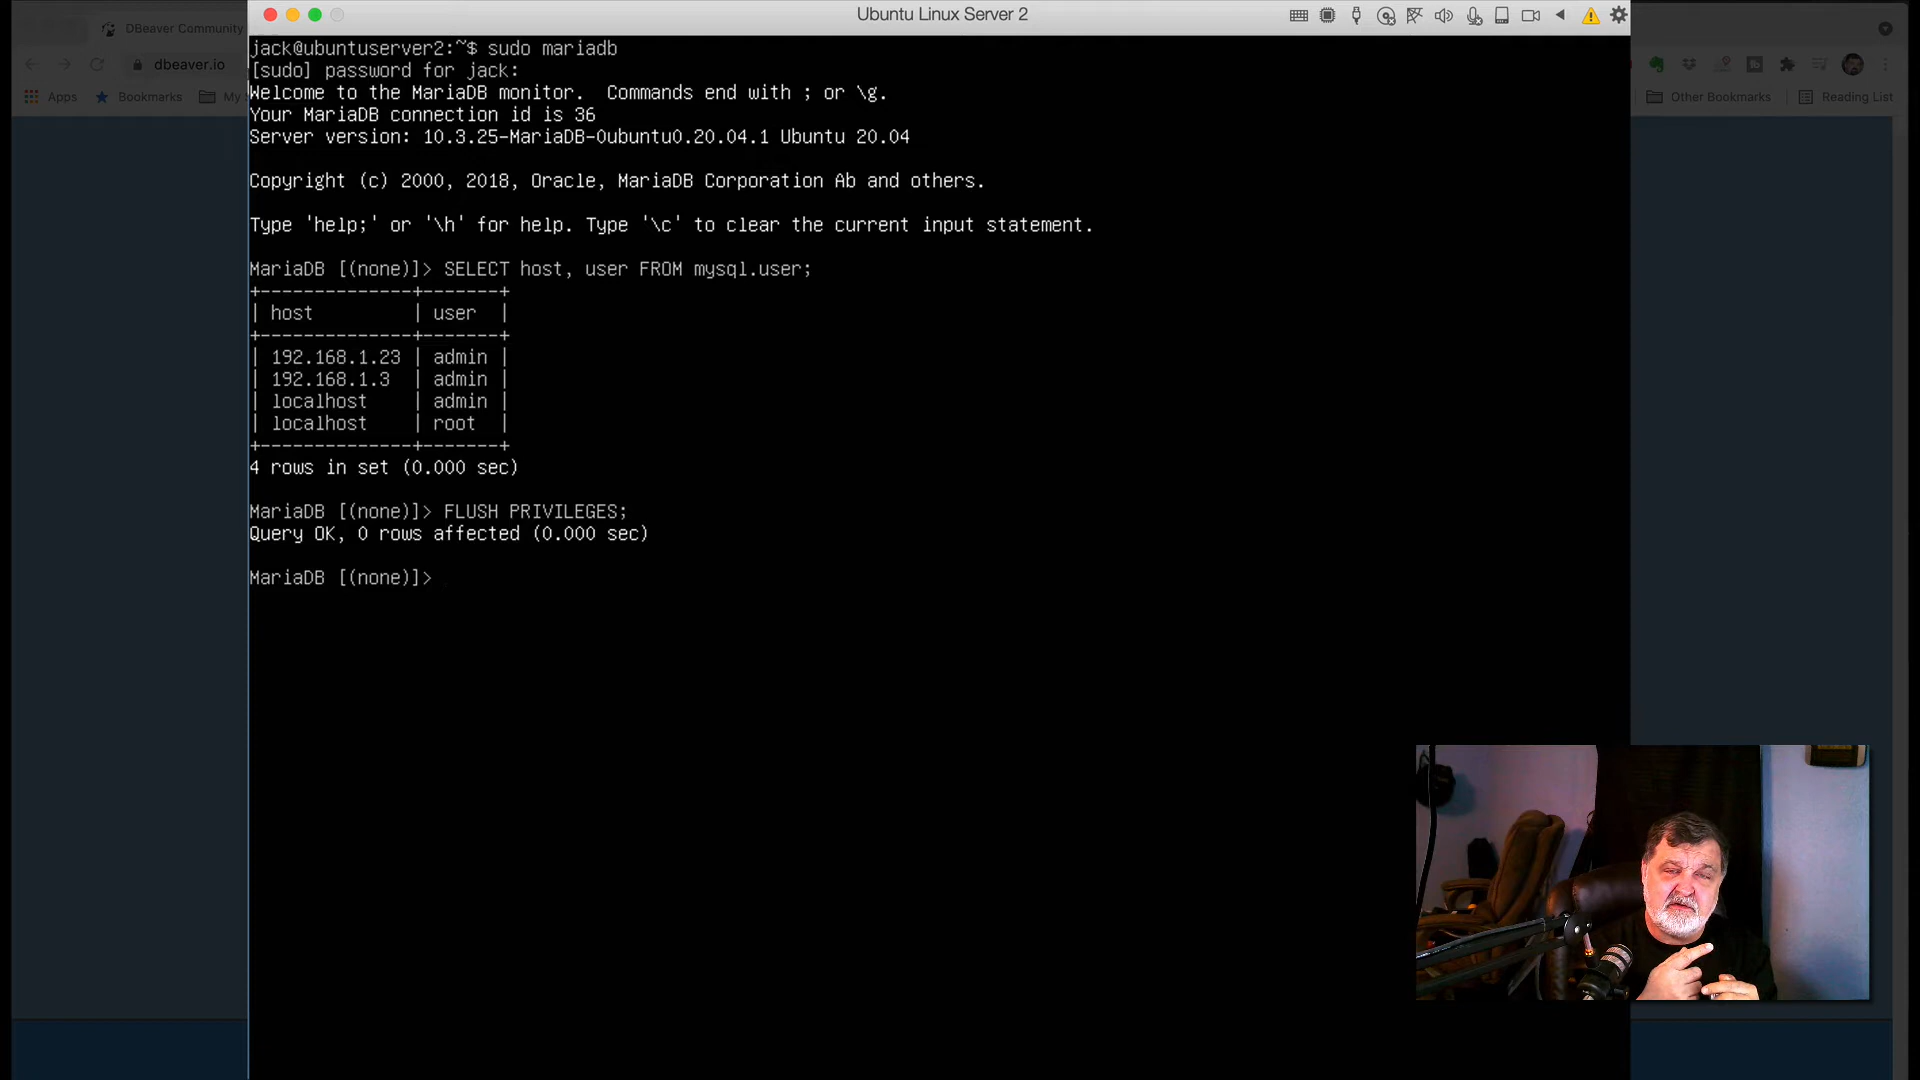 Ubuntu Linux Server 2
DBeaver Community
dbeaver.io
Apps
Bookmarks
My
Other Bookmarks
Reading List
jack@ubuntuserver2:~$ sudo mariadb
[sudo] password for jack:
Welcome to the MariaDB monitor.  Commands end with ; or \g.
Your MariaDB connection id is 36
Server version: 10.3.25-MariaDB-0ubuntu0.20.04.1 Ubuntu 20.04
Copyright (c) 2000, 2018, Oracle, MariaDB Corporation Ab and others.
Type 'help;' or '\h' for help. Type '\c' to clear the current input statement.
MariaDB [(none)]> SELECT host, user FROM mysql.user;
+--------------+-------+
| host         | user  |
+--------------+-------+
| 192.168.1.23 | admin |
| 192.168.1.3  | admin |
| localhost    | admin |
| localhost    | root  |
+--------------+-------+
4 rows in set (0.000 sec)
MariaDB [(none)]> FLUSH PRIVILEGES;
Query OK, 0 rows affected (0.000 sec)
MariaDB [(none)]>